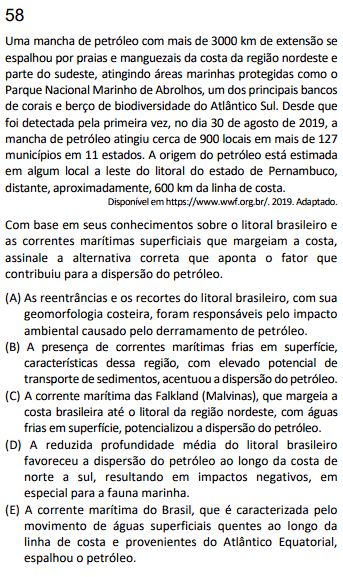 58
Uma mancha de petróleo com mais de 3000 km de extensão se
espalhou por praias e manguezais da costa da região nordeste e
parte do sudeste, atingindo áreas marinhas protegidas como o
Parque Nacional Marinho de Abrolhos, um dos principais bancos
de corais e berço de biodiversidade do Atlântico Sul. Desde que
foi detectada pela primeira vez, no dia 30 de agosto de 2019, a
mancha de petróleo atingiu cerca de 900 locais em mais de 127
municípios em 11 estados. A origem do petróleo está estimada
em algum local a leste do litoral do estado de Pernambuco,
distante, aproximadamente, 600 km da linha de costa.
Disponível em https://www.wwf.org.br/. 2019. Adaptado.
Com base em seus conhecimentos sobre o litoral brasileiro e
as correntes marítimas superficiais que margeiam a costa,
assinale a alternativa correta que aponta o fator que
contribuiu para a dispersão do petróleo.
(A) As reentrâncias e os recortes do litoral brasileiro, com sua
geomorfologia costeira, foram responsáveis pelo impacto
ambiental causado pelo derramamento de petróleo.
(B) A presença de correntes marítimas frias em superfície,
características dessa região, com elevado potencial de
transporte de sedimentos, acentuou a dispersão do petróleo.
(C) A corrente marítima das Falkland (Malvinas), que margeia a
costa brasileira até o litoral da região nordeste, com águas
frias em superfície, potencializou a dispersão do petróleo.
(D) A reduzida profundidade média do litoral brasileiro
favoreceu a dispersão do petróleo ao longo da costa de
norte a sul, resultando em impactos negativos, em
especial para a fauna marinha.
(E) A corrente marítima do Brasil, que é caracterizada pelo
movimento de águas superficiais quentes ao longo da
linha de costa e provenientes do Atlântico Equatorial,
espalhou o petróleo.